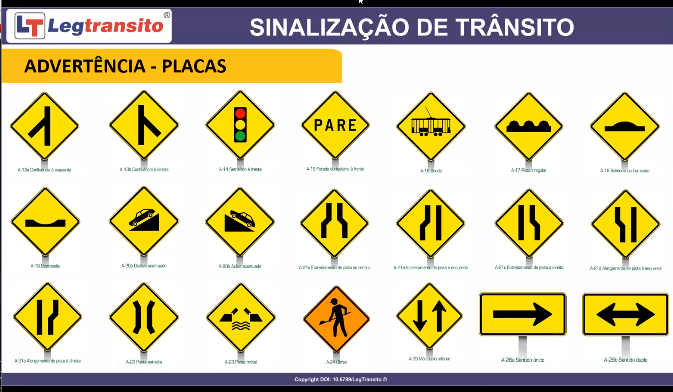 LT Legtransito®
SINALIZAÇÃO DE TRÂNSITO
ADVERTÊNCIA - PLACAS
PARE
A-13a Confluência à esquerda
A-13b Confluência à direita
A-14 Semáforo à frente
A-15 Parada obrigatória à frente
A-16 Bonde
A-17 Pista irregular
A-18 Saliência ou lombada
A-19 Depressão
A-20a Declive acentuado
A-20b Aclive acentuado
A-21a Estreitamento de pista ao centro
A-21b Estreitamento de pista à esquerda
A-21c Estreitamento de pista à direita
A-21d Alargamento de pista à esquerda
A-21e Alargamento de pista à direita
A-22 Ponte estreita
A-23 Ponte móvel
A-24 Obras
A-25 Mão dupla adiante
A-26a Sentido único
A-26b Sentido duplo
Copyright DOI: 10.6789/LegTransito ®